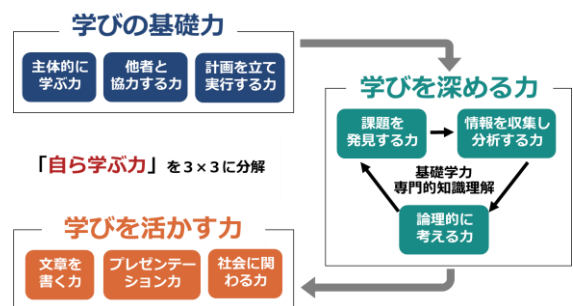 学びの基礎力
主体的に
学ぶ力
他者と
協力する力
計画を立て
実行する力
学びを深める力
課題を
発見する力
情報を収集し
分析する力
基礎学力
専門的知識理解
論理的に
考える力
「自ら学ぶ力」を3×3に分解
学びを活かす力
文章を
書く力
プレゼンテー
ション力
社会に関
わる力